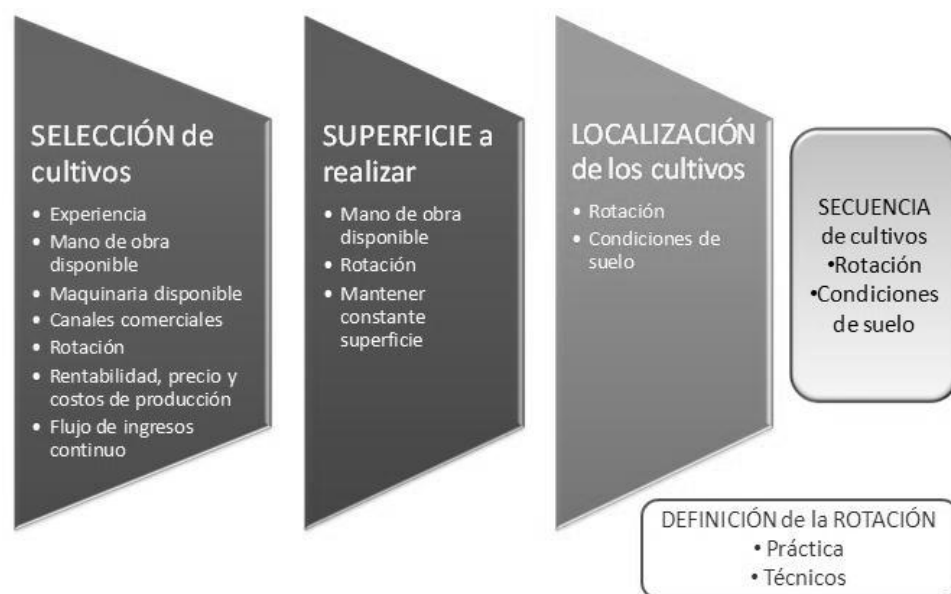 SELECCIÓN de
cultivos
• Experiencia
• Mano de obra
disponible
• Maquinaria disponible
• Canales comerciales
• Rotación
• Rentabilidad, precio y
costos de producción
• Flujo de ingresos
continuo
SUPERFICIE a
realizar
• Mano de obra
disponible
• Rotación
• Mantener
constante
superficie
LOCALIZACIÓN
de los cultivos
• Rotación
• Condiciones de
suelo
SECUENCIA
de cultivos
•Rotación
•Condiciones
de suelo
DEFINICIÓN de la ROTACIÓN
• Práctica
• Técnicos